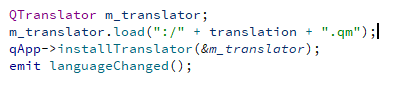 QTranslator m_translator;
m_translator.load(":/" + translation + ".qm");
qApp->installTranslator(&m_translator);
emit languageChanged();